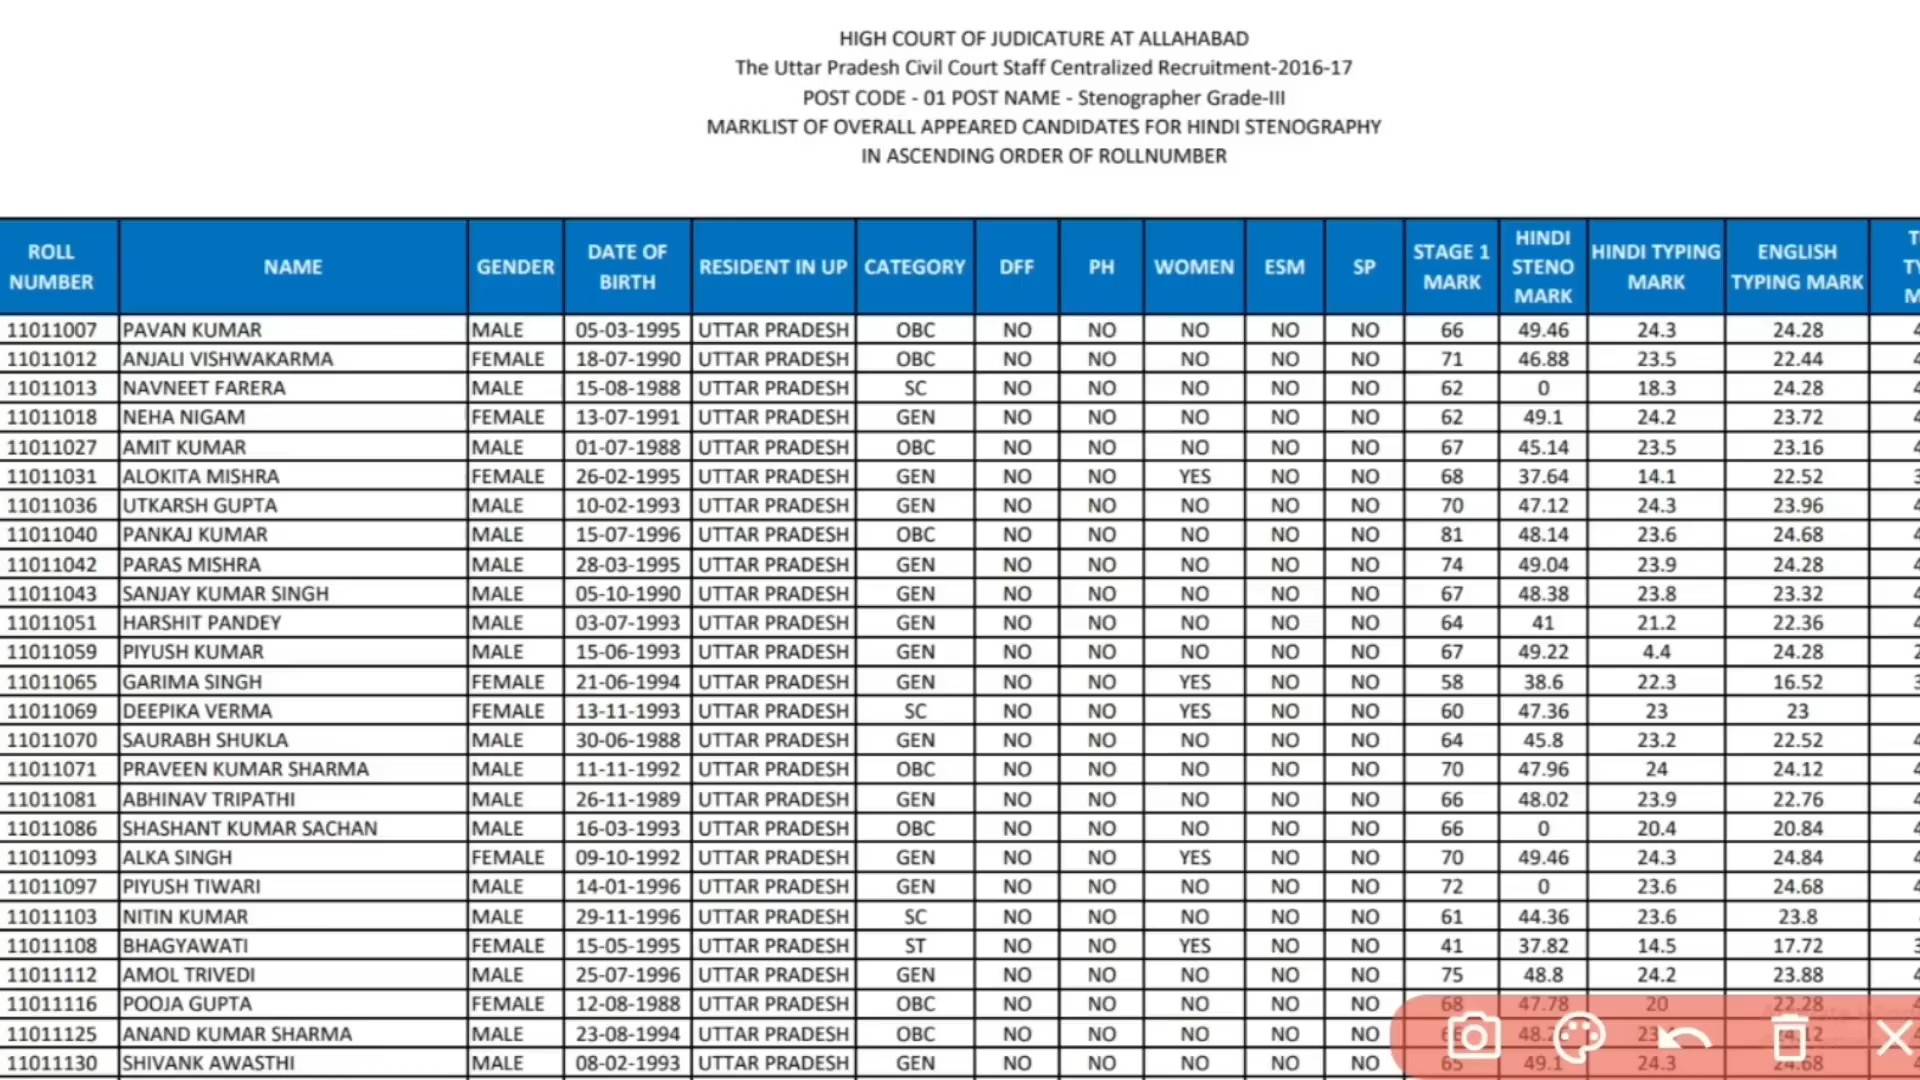 HIGH COURT OF JUDICATURE AT ALLAHABAD
The Uttar Pradesh Civil Court Staff Centralized Recruitment-2016-17
POST CODE - 01 POST NAME - Stenographer Grade-III
MARKLIST OF OVERALL APPEARED CANDIDATES FOR HINDI STENOGRAPHY
IN ASCENDING ORDER OF ROLLNUMBER
ROLL NUMBER NAME GENDER DATE OF BIRTH RESIDENT IN UP CATEGORY DFF PH WOMEN ESM SP STAGE 1 MARK HINDI STENO MARK HINDI TYPING MARK ENGLISH TYPING MARK
11011007 PAVAN KUMAR MALE 05-03-1995 UTTAR PRADESH OBC NO NO NO NO NO 66 49.46 24.3 24.28
11011012 ANJALI VISHWAKARMA FEMALE 18-07-1990 UTTAR PRADESH OBC NO NO NO NO NO 71 46.88 23.5 22.44
11011013 NAVNEET FARERA MALE 15-08-1988 UTTAR PRADESH SC NO NO NO NO NO 62 0 18.3 24.28
11011018 NEHA NIGAM FEMALE 13-07-1991 UTTAR PRADESH GEN NO NO NO NO NO 62 49.1 24.2 23.72
11011027 AMIT KUMAR MALE 01-07-1988 UTTAR PRADESH OBC NO NO NO NO NO 67 45.14 23.5 23.16
11011031 ALOKITA MISHRA FEMALE 26-02-1995 UTTAR PRADESH GEN NO NO YES NO NO 68 37.64 14.1 22.52
11011036 UTKARSH GUPTA MALE 10-02-1993 UTTAR PRADESH GEN NO NO NO NO NO 70 47.12 24.3 23.96
11011040 PANKAJ KUMAR MALE 15-07-1996 UTTAR PRADESH OBC NO NO NO NO NO 81 48.14 23.6 24.68
11011042 PARAS MISHRA MALE 28-03-1995 UTTAR PRADESH GEN NO NO NO NO NO 74 49.04 23.9 24.28
11011043 SANJAY KUMAR SINGH MALE 05-10-1990 UTTAR PRADESH GEN NO NO NO NO NO 67 48.38 23.8 23.32
11011051 HARSHIT PANDEY MALE 03-07-1993 UTTAR PRADESH GEN NO NO NO NO NO 64 41 21.2 22.36
11011059 PIYUSH KUMAR MALE 15-06-1993 UTTAR PRADESH GEN NO NO NO NO NO 67 49.22 4.4 24.28
11011065 GARIMA SINGH FEMALE 21-06-1994 UTTAR PRADESH GEN NO NO YES NO NO 58 38.6 22.3 16.52
11011069 DEEPIKA VERMA FEMALE 13-11-1993 UTTAR PRADESH SC NO NO YES NO NO 60 47.36 23 23
11011070 SAURABH SHUKLA MALE 30-06-1988 UTTAR PRADESH GEN NO NO NO NO NO 64 45.8 23.2 22.52
11011071 PRAVEEN KUMAR SHARMA MALE 11-11-1992 UTTAR PRADESH OBC NO NO NO NO NO 70 47.96 24 24.12
11011081 ABHINAV TRIPATHI MALE 26-11-1989 UTTAR PRADESH GEN NO NO NO NO NO 66 48.02 23.9 22.76
11011086 SHASHANT KUMAR SACHAN MALE 16-03-1993 UTTAR PRADESH OBC NO NO NO NO NO 66 0 20.4 20.84
11011093 ALKA SINGH FEMALE 09-10-1992 UTTAR PRADESH GEN NO NO YES NO NO 70 49.46 24.3 24.84
11011097 PIYUSH TIWARI MALE 14-01-1996 UTTAR PRADESH GEN NO NO NO NO NO 72 0 23.6 24.68
11011103 NITIN KUMAR MALE 29-11-1996 UTTAR PRADESH SC NO NO NO NO NO 61 44.36 23.6 23.8
11011108 BHAGYAWATI FEMALE 15-05-1995 UTTAR PRADESH ST NO NO YES NO NO 41 37.82 14.5 17.72
11011112 AMOL TRIVEDI MALE 25-07-1996 UTTAR PRADESH GEN NO NO NO NO NO 75 48.8 24.2 23.88
11011116 POOJA GUPTA FEMALE 12-08-1988 UTTAR PRADESH OBC NO NO NO NO NO 68 47.78 20 22.28
11011125 ANAND KUMAR SHARMA MALE 23-08-1994 UTTAR PRADESH OBC NO NO NO NO NO
11011130 SHIVANK AWASTHI MALE 08-02-1993 UTTAR PRADESH GEN NO NO NO NO NO 65 49.1 24.3 24.68